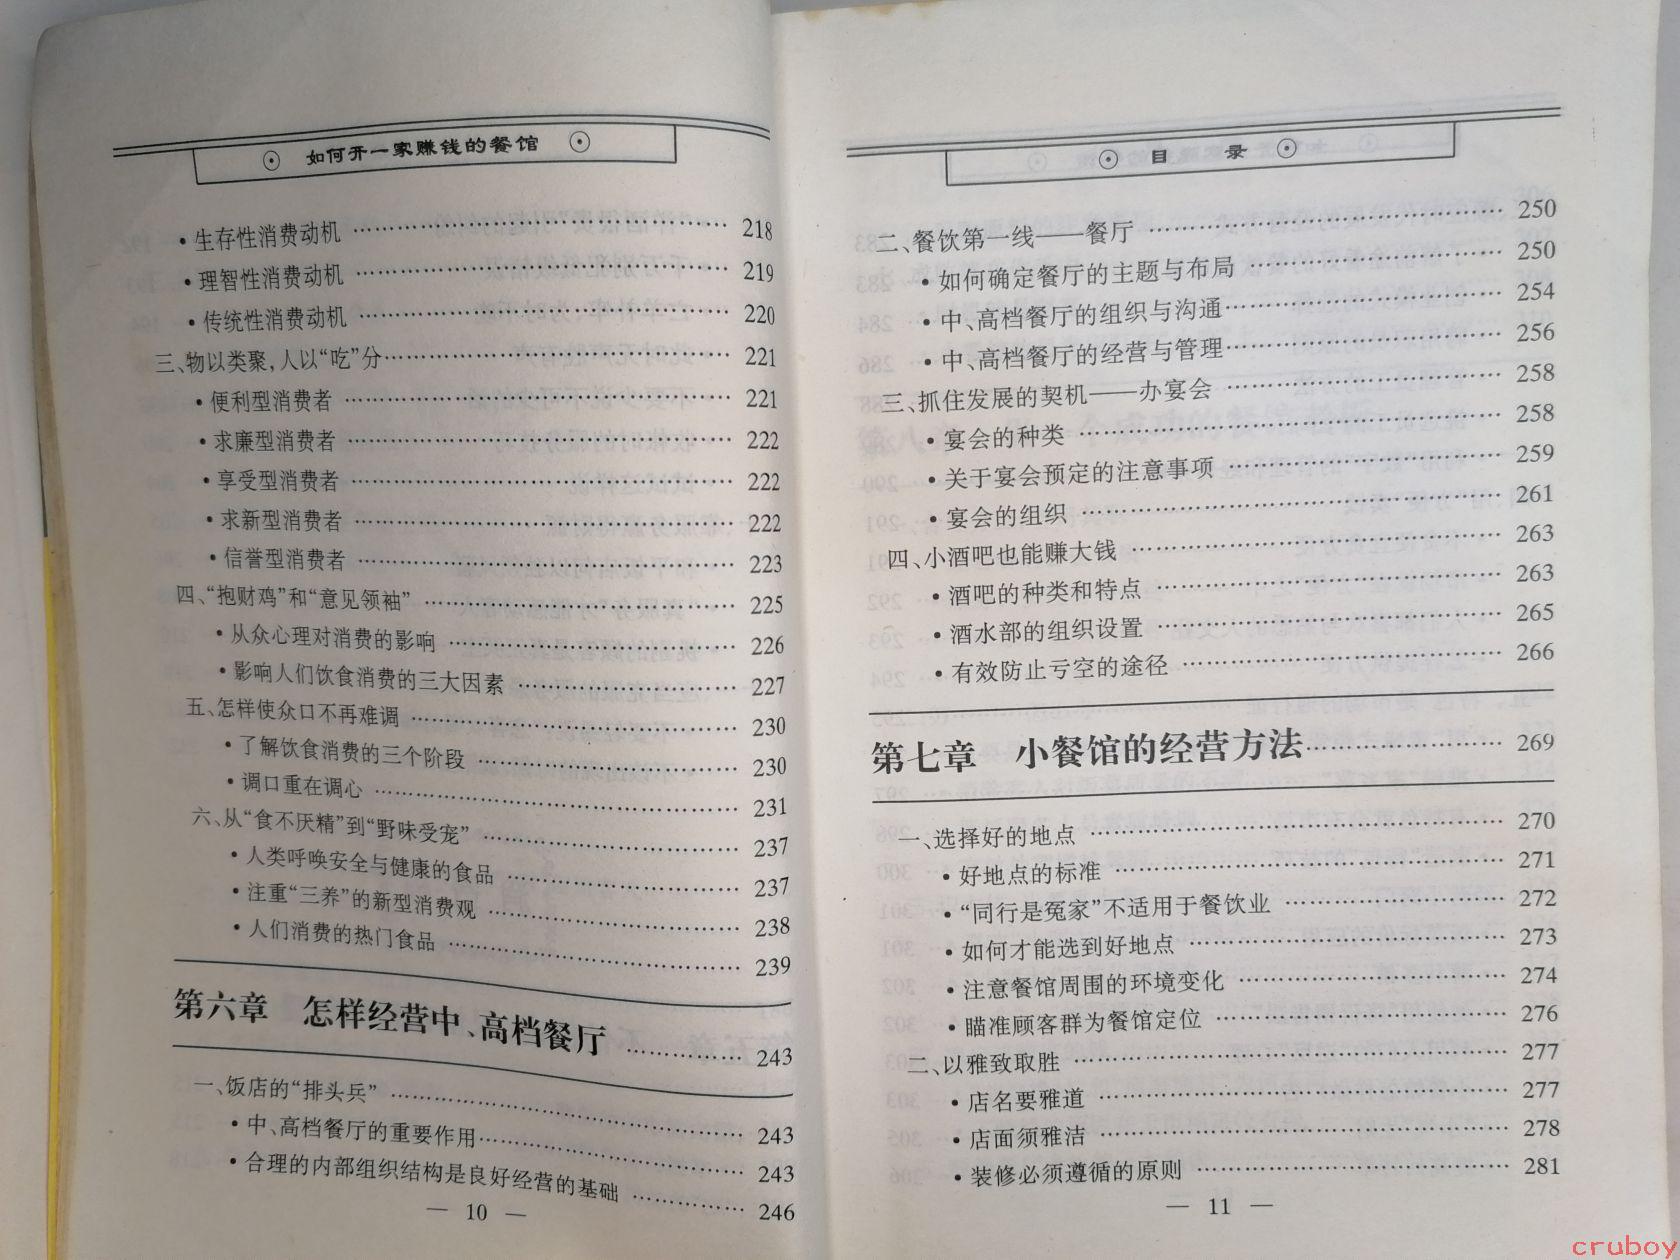 如何开一家赚钱的餐馆
·生存性消费动机 …………………………………… 218
·理智性消费动机 …………………………………… 219
·传统性消费动机 …………………………………… 220
三、物以类聚,人以“吃”分…………………………………… 221
·便利型消费者 …………………………………… 221
·求廉型消费者 …………………………………… 222
·享受型消费者 …………………………………… 222
·求新型消费者 …………………………………… 222
·信誉型消费者 …………………………………… 223
四、“抱财鸡”和“意见领袖” ……………………………… 225
·从众心理对消费的影响 ……………………………… 226
·影响人们饮食消费的三大因素 ……………………… 227
五、怎样使众口不再难调 ……………………………… 230
·了解饮食消费的三个阶段 ………………………… 230
·调口重在调心 …………………………………… 231
六、从“食不厌精”到“野味受宠” …………………………… 237
·人类呼唤安全与健康的食品 ……………………… 237
·注重“三养”的新型消费观 ………………………… 238
·人们消费的热门食品 ……………………………… 239
第六章 怎样经营中、高档餐厅 …………… 243
一、饭店的“排头兵” …………………………………… 243
·中、高档餐厅的重要作用………………………… 243
·合理的内部组织结构是良好经营的基础 ………… 246
— 10 —
目 录
二、餐饮第一线——餐厅 …………………………………… 250
·如何确定餐厅的主题与布局 ……………………… 250
·中、高档餐厅的组织与沟通……………………… 254
·中、高档餐厅的经营与管理……………………… 256
三、抓住发展的契机——办宴会 ……………………… 258
·宴会的种类 …………………………………… 258
·关于宴会预定的注意事项 ……………………… 259
·宴会的组织 …………………………………… 261
四、小酒吧也能赚大钱 ………………………………… 263
·酒吧的种类和特点 ……………………………… 263
·酒水部的组织设置 ……………………………… 265
·有效防止亏空的途径 …………………………… 266
第七章 小餐馆的经营方法…………………… 269
一、选择好的地点 …………………………………… 270
·好地点的标准 …………………………………… 271
·“同行是冤家”不适用于餐饮业 …………………… 272
·如何才能选到好地点 …………………………… 273
·注意餐馆周围的环境变化 ……………………… 274
·瞄准顾客群为餐馆定位 ………………………… 276
二、以雅致取胜 …………………………………… 277
·店名要雅道 …………………………………… 277
·店面须雅洁 …………………………………… 278
·装修必须遵循的原则 …………………………… 281
— 11 —
cruboy